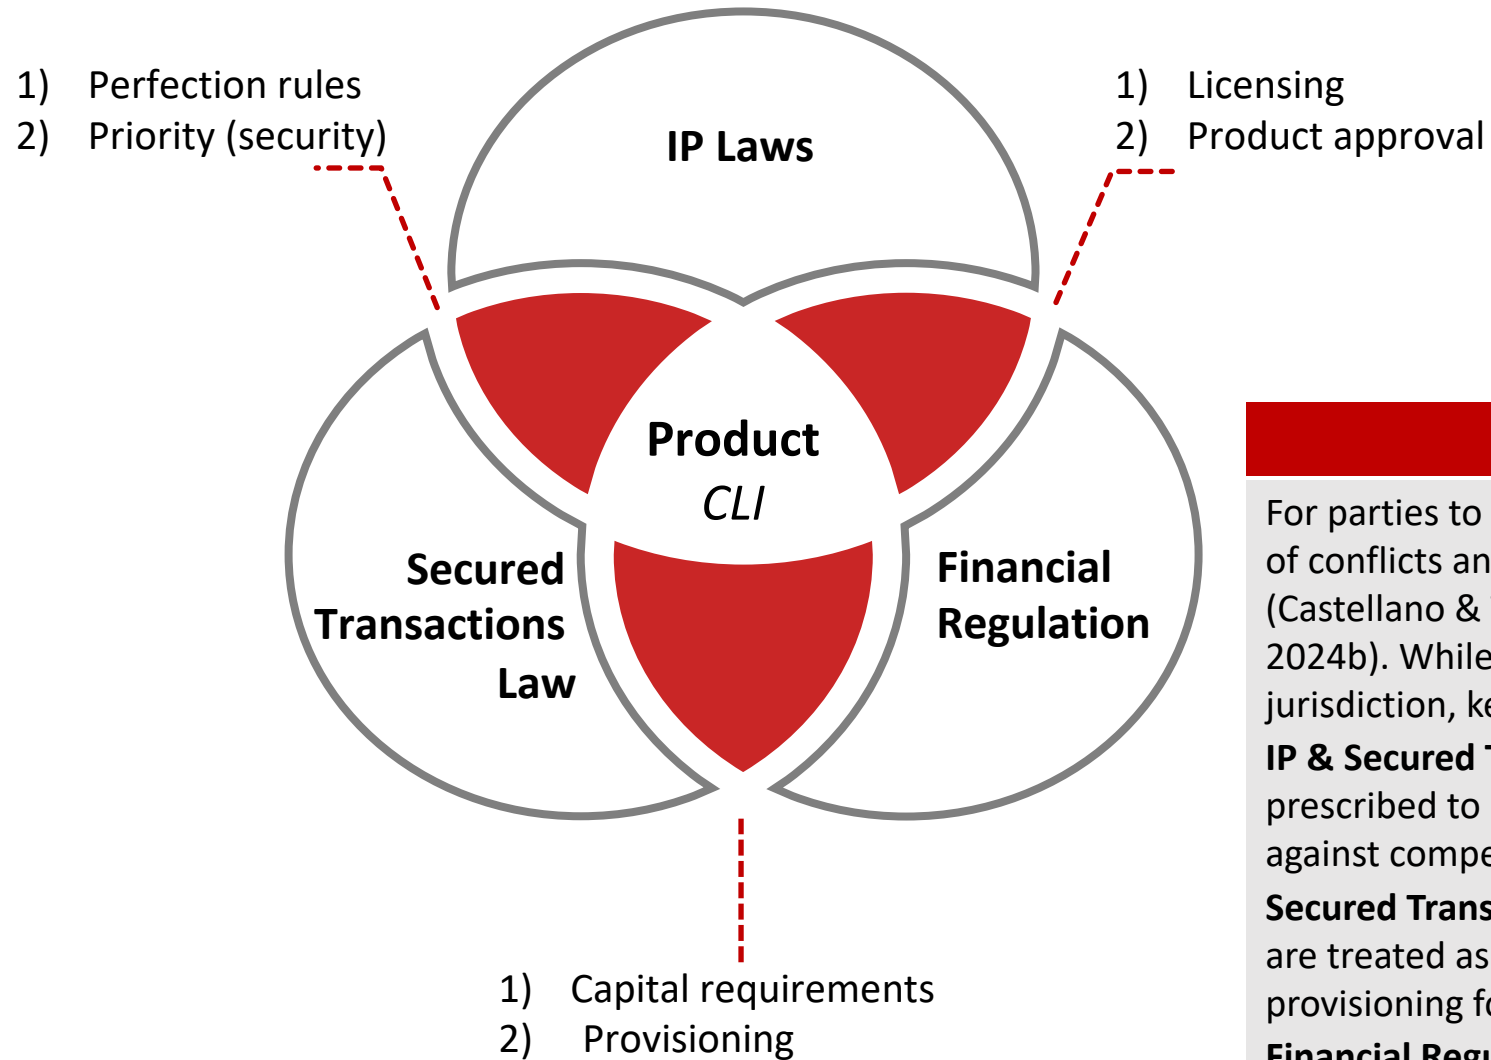 1) Perfection rules
2) Priority (security)
IP Laws
1) Licensing
2) Product approval
Product
CLI
Secured
Transactions
Law
Financial
Regulation
1) Capital requirements
2) Provisioning
For parties to
of conflicts an
(Castellano &
2024b). While
jurisdiction, ke
IP & Secured T
prescribed to
against compe
Secured Trans
are treated as
provisioning fo
Financial Regu